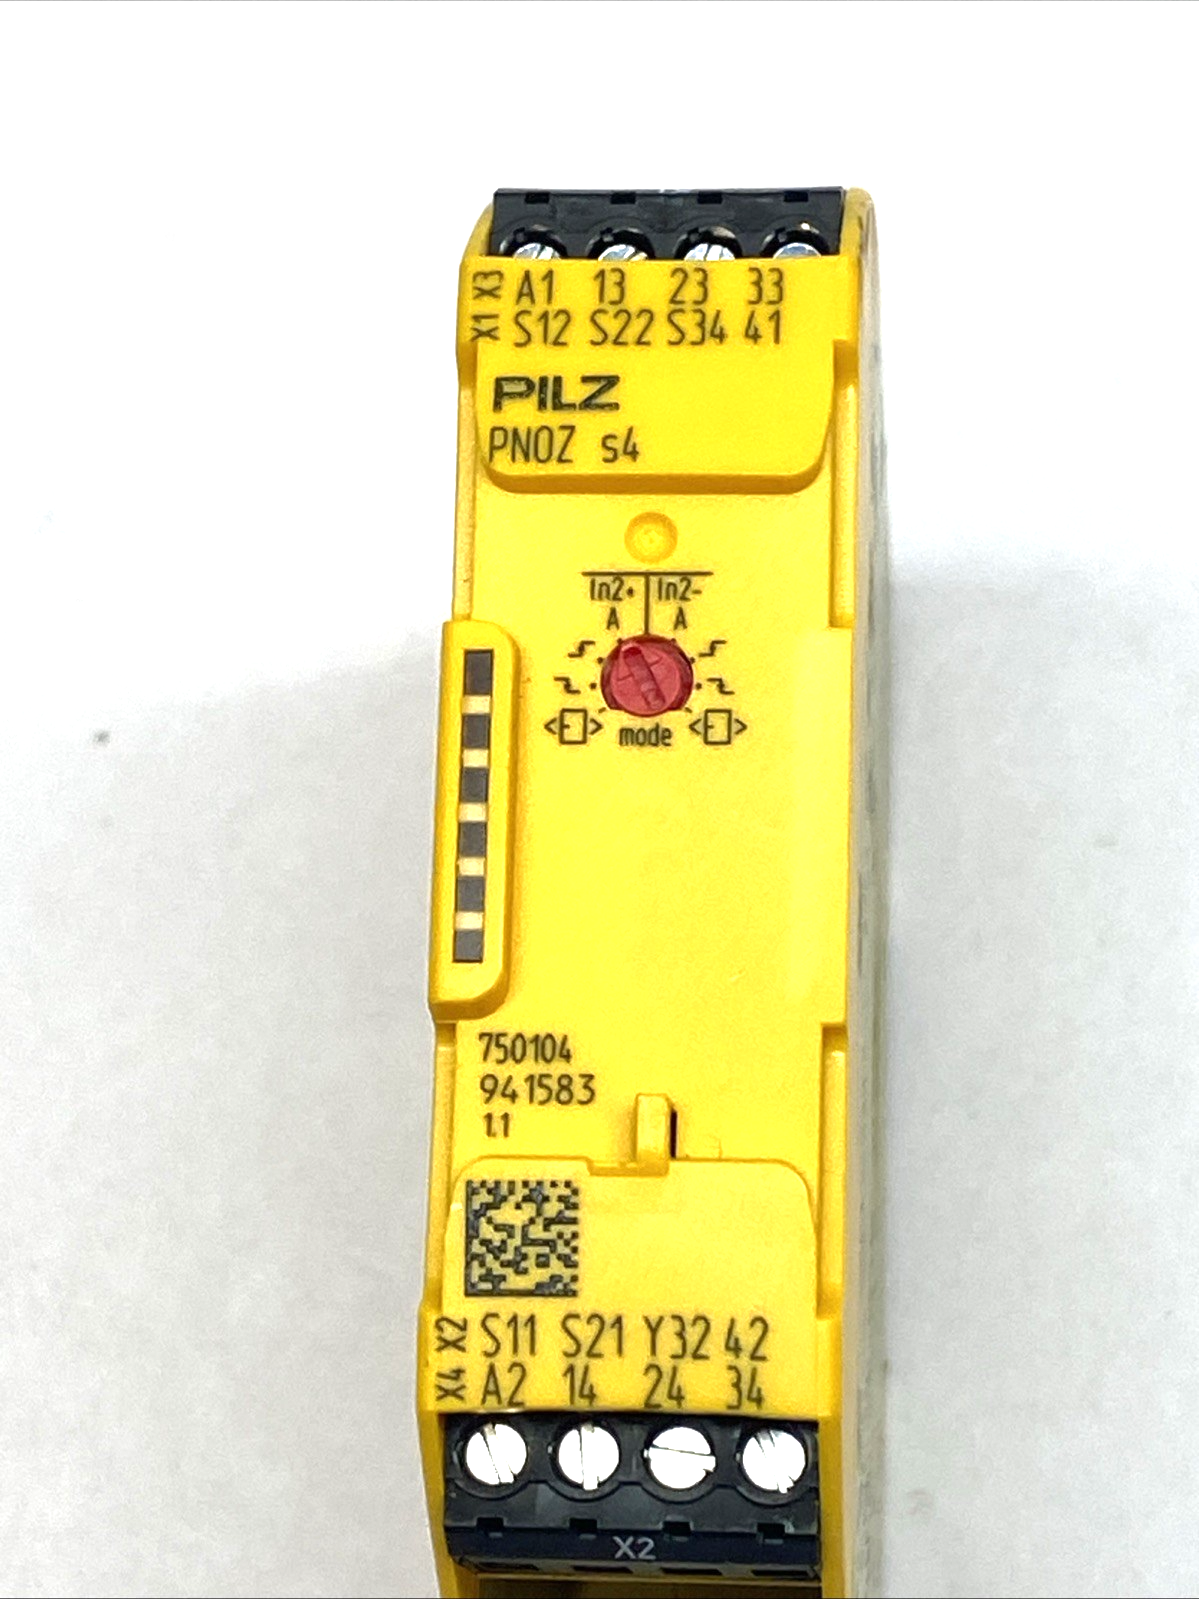 X3 A1 13 23 33
X1 S12 S22 S34 41
PILZ
PNOZ s4
In2+ In2-
A A
mode
750104
941583
1.1
X2 S11 S21 Y32 42
X4 A2 14 24 34
X2